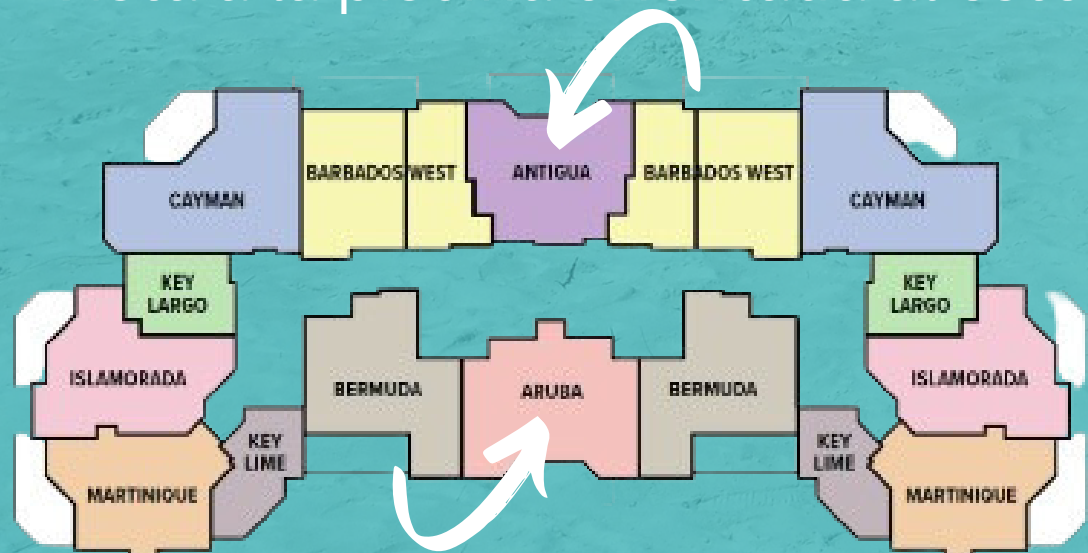 BARBADOS WEST
ANTIGUA
BARBADOS WEST
CAYMAN
CAYMAN
KEY
LARGO
KEY
LARGO
ISLAMORADA
BERMUDA
ARUBA
BERMUDA
ISLAMORADA
KEY
LIME
KEY
LIME
MARTINIQUE
MARTINIQUE